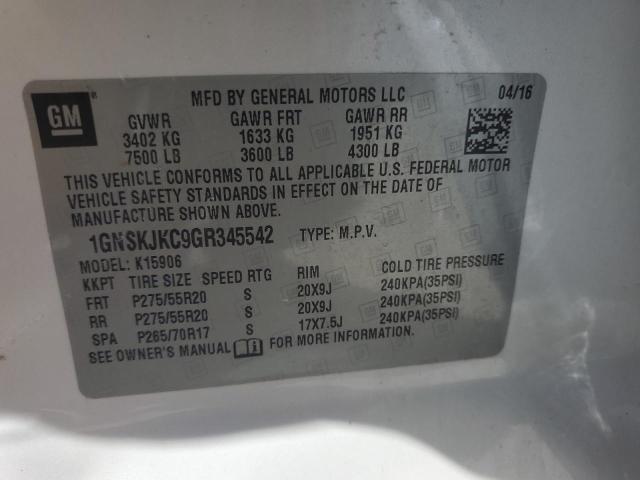 MFD BY GENERAL MOTORS LLC 04/16
GM ®
GVWR GAWR FRT GAWR RR
3402 KG 1633 KG 1951 KG
7500 LB 3600 LB 4300 LB
THIS VEHICLE CONFORMS TO ALL APPLICABLE U.S. FEDERAL MOTOR
VEHICLE SAFETY STANDARDS IN EFFECT ON THE DATE OF
MANUFACTURE SHOWN ABOVE.
1GNSKJKC9GR345542 TYPE: M.P.V.
MODEL: K15906
KKPT TIRE SIZE SPEED RTG RIM COLD TIRE PRESSURE
FRT P275/55R20 S 20X9J 240KPA(35PSI)
RR P275/55R20 S 20X9J 240KPA(35PSI)
SPA P265/70R17 S 17X7.5J 240KPA(35PSI)
SEE OWNER'S MANUAL FOR MORE INFORMATION.